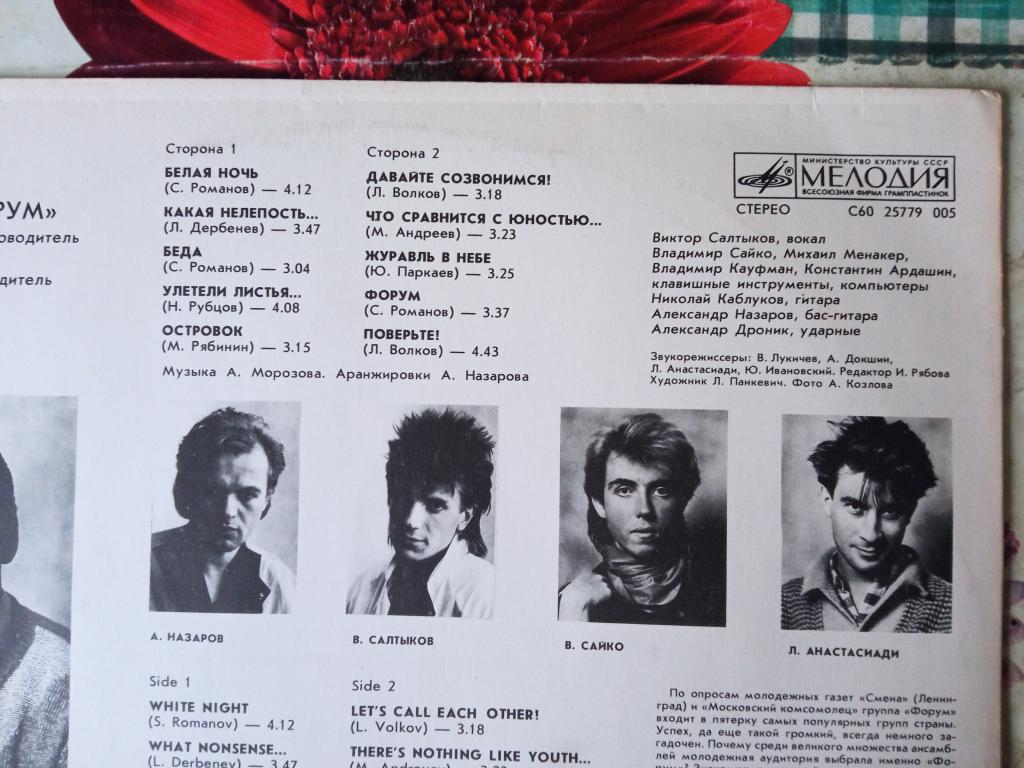 РУМ»
оводитель
дитель
Сторона 1
БЕЛАЯ НОЧЬ
(С. Романов) — 4.12
КАКАЯ НЕЛЕПОСТЬ...
(Л. Дербенев) — 3.47
БЕДА
(С. Романов) — 3.04
УЛЕТЕЛИ ЛИСТЬЯ...
(Н. Рубцов) — 4.08
ОСТРОВОК
(М. Рябинин) — 3.15
Сторона 2
ДАВАЙТЕ СОЗВОНИМСЯ!
(Л. Волков) — 3.18
ЧТО СРАВНИТСЯ С ЮНОСТЬЮ...
(М. Андреев) — 3.23
ЖУРАВЛЬ В НЕБЕ
(Ю. Паркаев) — 3.25
ФОРУМ
(С. Романов) — 3.37
ПОВЕРЬТЕ!
(Л. Волков) — 4.43
Музыка А. Морозова. Аранжировки А. Назарова
МИНИСТЕРСТВО КУЛЬТУРЫ СССР
МЕЛОДИЯ
ВСЕСОЮЗНАЯ ФИРМА ГРАМПЛАСТИНОК
®
СТЕРЕО С60 25779 005
Виктор Салтыков, вокал
Владимир Сайко, Михаил Менакер,
Владимир Кауфман, Константин Ардашин,
клавишные инструменты, компьютеры
Николай Каблуков, гитара
Александр Назаров, бас-гитара
Александр Дроник, ударные
Звукорежиссеры: В. Лукичев, А. Докшин,
Л. Анастасиади, Ю. Ивановский. Редактор И. Рябова
Художник Л. Панкевич. Фото А. Козлова
А. НАЗАРОВ
В. САЛТЫКОВ
В. САЙКО
Л. АНАСТАСИАДИ
Side 1
WHITE NIGHT
(S. Romanov) — 4.12
WHAT NONSENSE...
(L. Derbenev) — 3.47
Side 2
LET'S CALL EACH OTHER!
(L. Volkov) — 3.18
THERE'S NOTHING LIKE YOUTH...
(M. Andreyev) — 3.23
По опросам молодежных газет «Смена» (Ленин-
град) и «Московский комсомолец» группа «Форум»
входит в пятерку самых популярных групп страны.
Успех, да еще такой громкий, всегда немного за-
гадочен. Почему среди великого множества ансамб-
лей молодежная аудитория выбрала именно «Фо-